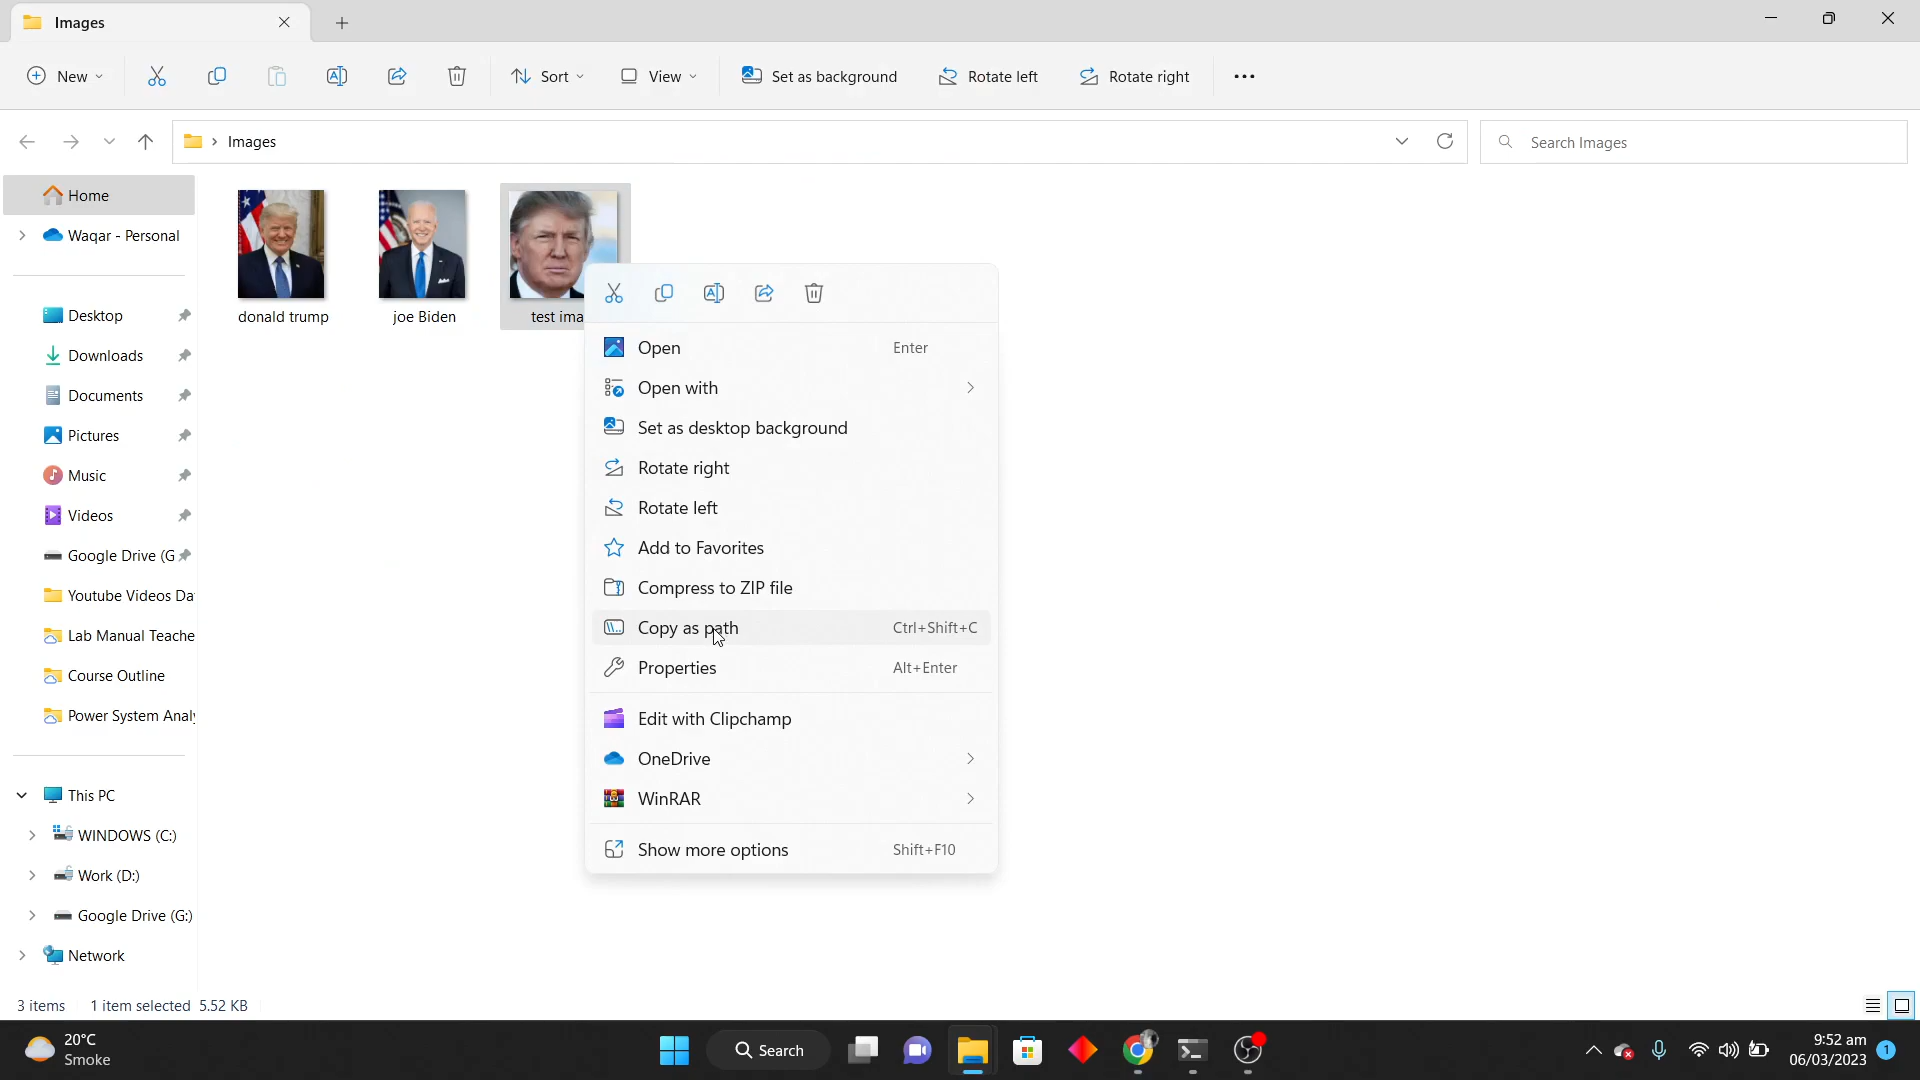 Images
New
Sort
View
Set as background
Rotate left
Rotate right
Images
Search Images
Home
Waqar - Personal
Desktop
Downloads
Documents
Pictures
Music
Videos
Google Drive (G
Youtube Videos Da
Lab Manual Teache
Course Outline
Power System Analy
This PC
WINDOWS (C:)
Work (D:)
Google Drive (G:)
Network
donald trump
joe Biden
test ima
Open Enter
Open with
Set as desktop background
Rotate right
Rotate left
Add to Favorites
Compress to ZIP file
Copy as path Ctrl+Shift+C
Properties Alt+Enter
Edit with Clipchamp
OneDrive
WinRAR
Show more options Shift+F10
3 items 1 item selected 5.52 KB
20°C
Smoke
Search
9:52 am
06/03/2023
1